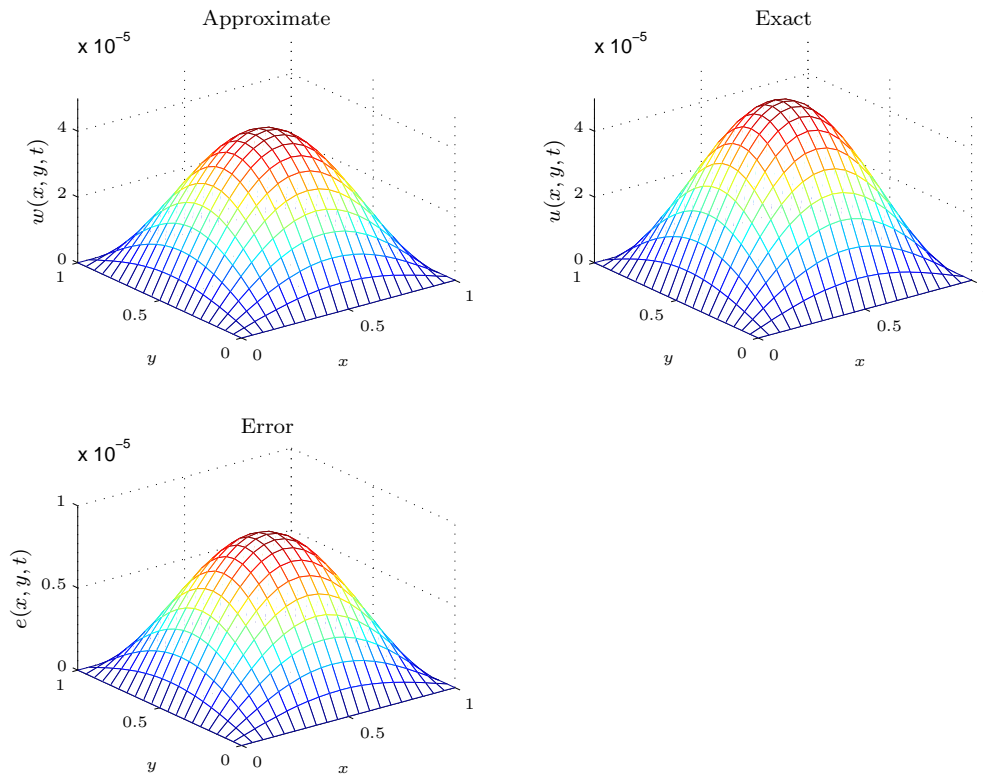 Approximate
x 10^-5
w(x, y, t)
4
2
0
1
0.5
0
y
0
0.5
1
x
Exact
x 10^-5
u(x, y, t)
4
2
0
1
0.5
0
y
0
0.5
1
x
Error
x 10^-5
e(x, y, t)
1
0.5
0
1
0.5
0
y
0
0.5
1
x